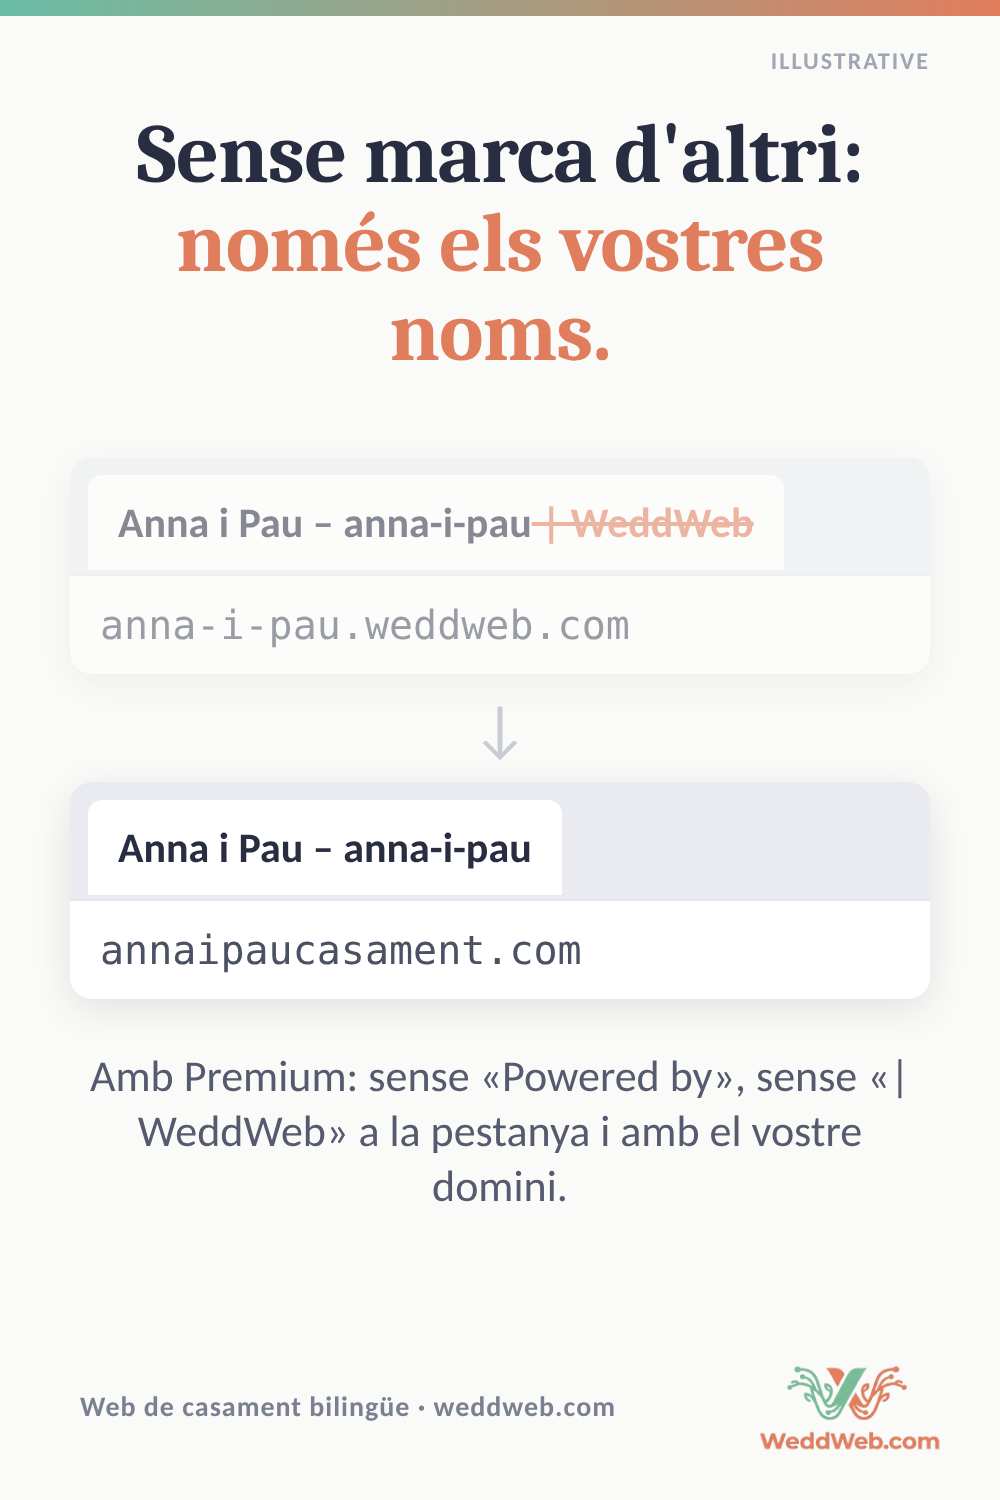 ILLUSTRATIVE
Sense marca d'altri:
només els vostres
noms.
Anna i Pau – anna-i-pau | WeddWeb
anna-i-pau.weddweb.com
↓
Anna i Pau – anna-i-pau
annaipaucasament.com
Amb Premium: sense «Powered by», sense «|
WeddWeb» a la pestanya i amb el vostre
domini.
Web de casament bilingüe · weddweb.com
WeddWeb.com